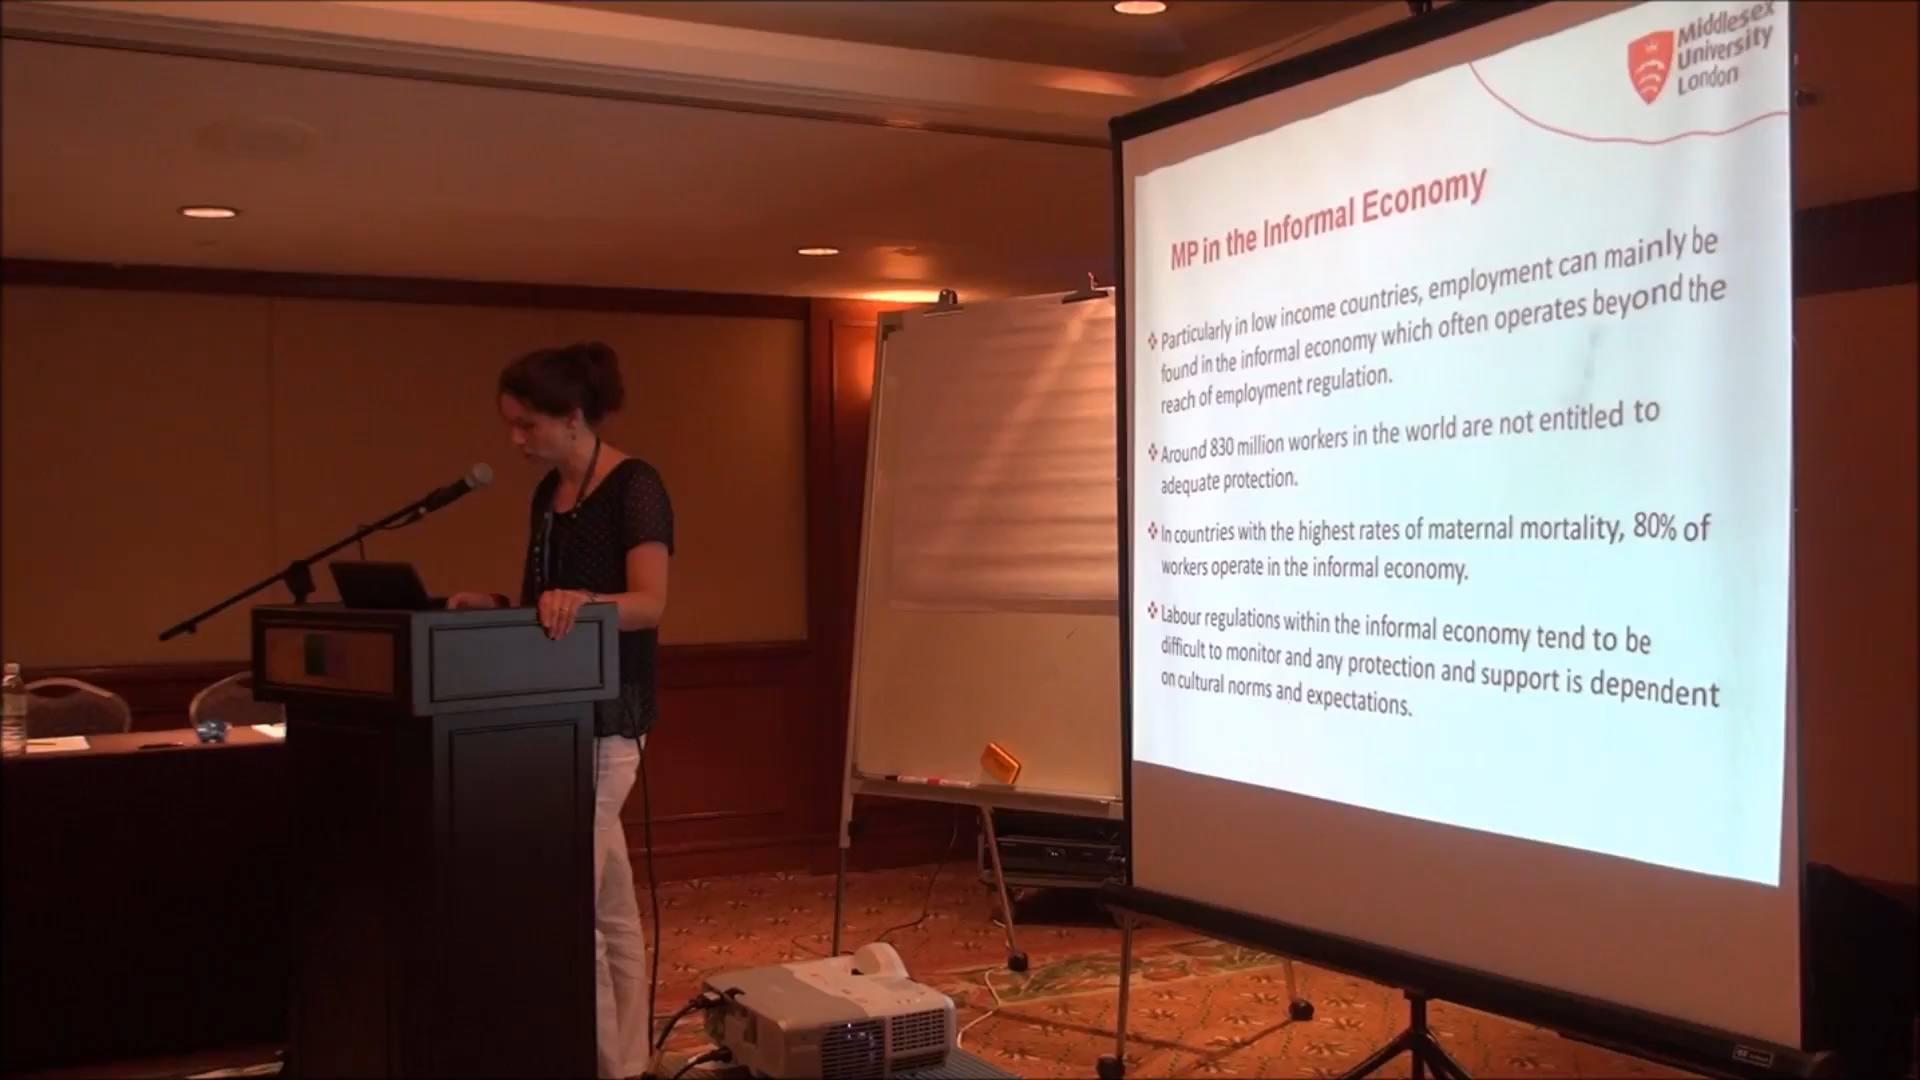 Middlesex
University
London
MP in the Informal Economy
❖ Particularly in low income countries, employment can mainly be
found in the informal economy which often operates beyond the
reach of employment regulation.
❖ Around 830 million workers in the world are not entitled to
adequate protection.
❖ In countries with the highest rates of maternal mortality, 80% of
workers operate in the informal economy.
❖ Labour regulations within the informal economy tend to be
difficult to monitor and any protection and support is dependent
on cultural norms and expectations.